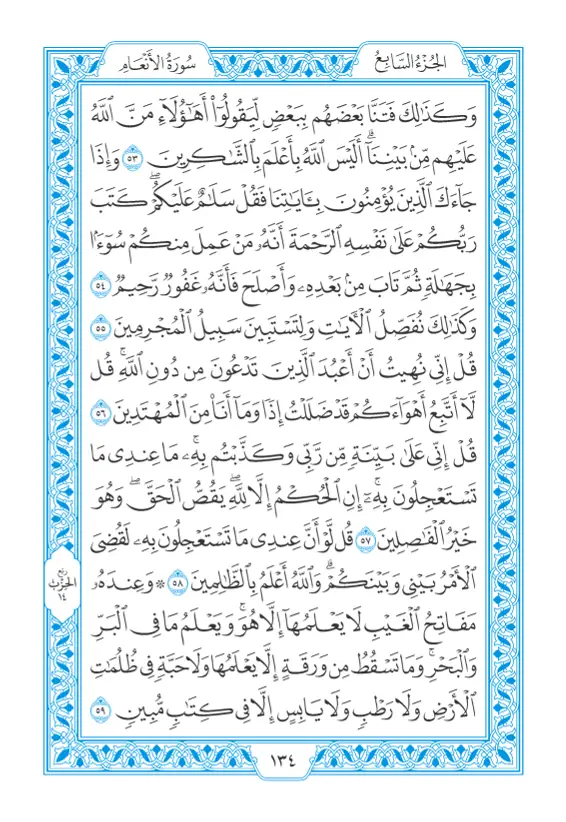 الجُزْءُ السَّابِعُ
سُورَةُ الأَنْعَامِ
وَكَذَٰلِكَ فَتَنَّا بَعْضَهُم بِبَعْضٍ لِّيَقُولُوٓاْ أَهَٰٓؤُلَآءِ مَنَّ ٱللَّهُ
عَلَيْهِم مِّنۢ بَيْنِنَآۗ أَلَيْسَ ٱللَّهُ بِأَعْلَمَ بِٱلشَّٰكِرِينَ ٥٣ وَإِذَا
جَآءَكَ ٱلَّذِينَ يُؤْمِنُونَ بِـَٔايَٰتِنَا فَقُلْ سَلَٰمٌ عَلَيْكُمْۖ كَتَبَ
رَبُّكُمْ عَلَىٰ نَفْسِهِ ٱلرَّحْمَةَ أَنَّهُۥ مَنْ عَمِلَ مِنكُمْ سُوٓءَۢا
بِجَهَٰلَةٖ ثُمَّ تَابَ مِنۢ بَعْدِهِۦ وَأَصْلَحَ فَأَنَّهُۥ غَفُورٞ رَّحِيمٞ ٥٤
وَكَذَٰلِكَ نُفَصِّلُ ٱلْأٓيَٰتِ وَلِتَسْتَبِينَ سَبِيلُ ٱلْمُجْرِمِينَ ٥٥
قُلْ إِنِّي نُهِيتُ أَنْ أَعْبُدَ ٱلَّذِينَ تَدْعُونَ مِن دُونِ ٱللَّهِۚ قُل
لَّآ أَتَّبِعُ أَهْوَآءَكُمْ قَدْ ضَلَلْتُ إِذٗا وَمَآ أَنَا۠ مِنَ ٱلْمُهْتَدِينَ ٥٦
قُلْ إِنِّي عَلَىٰ بَيِّنَةٖ مِّن رَّبِّي وَكَذَّبْتُم بِهِۦۚ مَا عِندِي مَا
تَسْتَعْجِلُونَ بِهِۦٓۚ إِنِ ٱلْحُكْمُ إِلَّا لِلَّهِۖ يَقُصُّ ٱلْحَقَّۖ وَهُوَ
خَيْرُ ٱلْفَٰصِلِينَ ٥٧ قُل لَّوْ أَنَّ عِندِي مَا تَسْتَعْجِلُونَ بِهِۦ لَقُضِيَ
ٱلْأَمْرُ بَيْنِي وَبَيْنَكُمْۗ وَٱللَّهُ أَعْلَمُ بِٱلظَّٰلِمِينَ ٥٨ ۞ وَعِندَهُۥ
مَفَاتِحُ ٱلْغَيْبِ لَا يَعْلَمُهَآ إِلَّا هُوَۚ وَيَعْلَمُ مَا فِي ٱلْبَرِّ
وَٱلْبَحْرِۚ وَمَا تَسْقُطُ مِن وَرَقَةٍ إِلَّا يَعْلَمُهَا وَلَا حَبَّةٖ فِي ظُلُمَٰتِ
ٱلْأَرْضِ وَلَا رَطْبٖ وَلَا يَابِسٍ إِلَّا فِي كِتَٰبٖ مُّبِينٖ ٥٩
رُبْع
الحِزْب
١٤
١٣٤